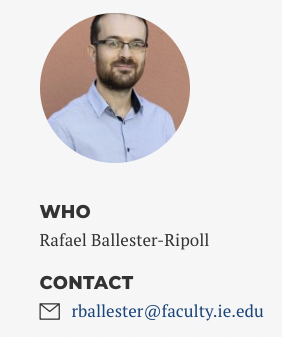 WHO
Rafael Ballester-Ripoll
CONTACT
rballester@faculty.ie.edu